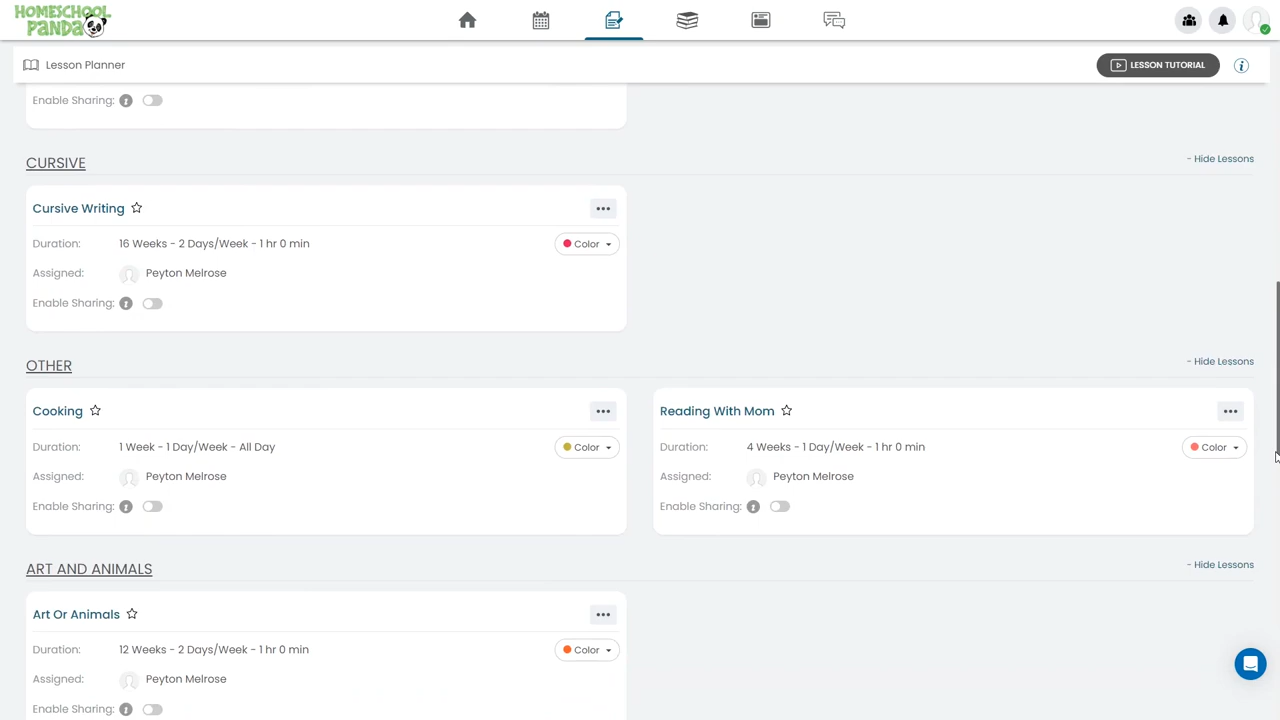 HOMESCHOOL
PANDA
Lesson Planner
LESSON TUTORIAL
Enable Sharing:
CURSIVE
- Hide Lessons
Cursive Writing
Duration: 16 Weeks - 2 Days/Week - 1 hr 0 min
Color
Assigned: Peyton Melrose
Enable Sharing:
OTHER
- Hide Lessons
Cooking
Duration: 1 Week - 1 Day/Week - All Day
Color
Assigned: Peyton Melrose
Enable Sharing:
Reading With Mom
Duration: 4 Weeks - 1 Day/Week - 1 hr 0 min
Color
Assigned: Peyton Melrose
Enable Sharing:
ART AND ANIMALS
- Hide Lessons
Art Or Animals
Duration: 12 Weeks - 2 Days/Week - 1 hr 0 min
Color
Assigned: Peyton Melrose
Enable Sharing: